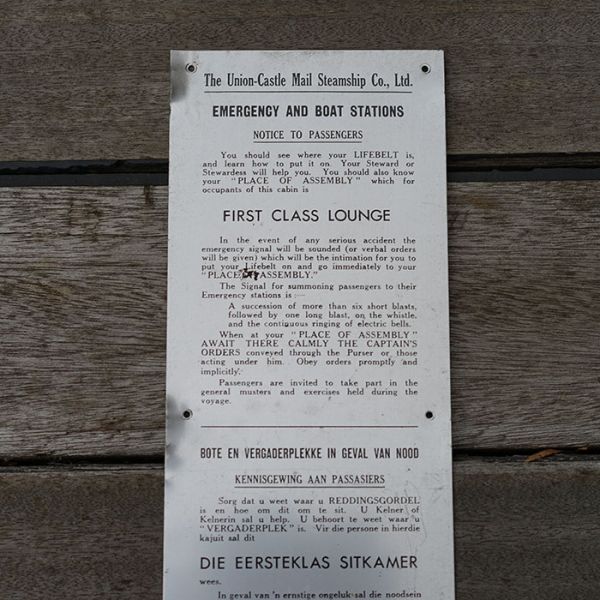 The Union-Castle Mail Steamship Co., Ltd.
EMERGENCY AND BOAT STATIONS
NOTICE TO PASSENGERS
You should see where your LIFEBELT is,
and learn how to put it on. Your Steward or
Stewardess will help you. You should also know
your "PLACE OF ASSEMBLY" which for
occupants of this cabin is
FIRST CLASS LOUNGE
In the event of any serious accident the
emergency signal will be sounded (or verbal orders
will be given) which will be the intimation for you to
put your Lifebelt on and go immediately to your
"PLACE ASSEMBLY."
The Signal for summoning passengers to their
Emergency stations is :—
A succession of more than six short blasts,
followed by one long blast, on the whistle,
and the continuous ringing of electric bells.
When at your "PLACE OF ASSEMBLY"
AWAIT THERE CALMLY THE CAPTAIN'S
ORDERS conveyed through the Purser or those
acting under him. Obey orders promptly and
implicitly.
Passengers are invited to take part in the
general musters and exercises held during the
voyage.
BOTE EN VERGADERPLEKKE IN GEVAL VAN NOOD
KENNISGEWING AAN PASSASIERS
Sorg dat u weet waar u REDDINGSGORDEL
is en hoe om dit om te sit. U Kelner of
Kelnerin sal u help. U behoort te weet waar u
"VERGADERPLEK" is. Vir die persone in hierdie
kajuit sal dit
DIE EERSTEKLAS SITKAMER
wees.
In geval van 'n ernstige ongeluk sal die noodsein